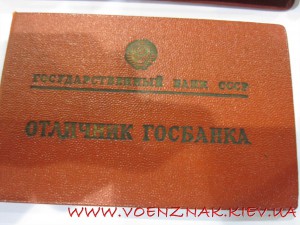 ГОСУДАРСТВЕННЫЙ БАНК СССР
ОТЛИЧНИК ГОСБАНКА
WWW.VOENZNAK.KIEV.UA